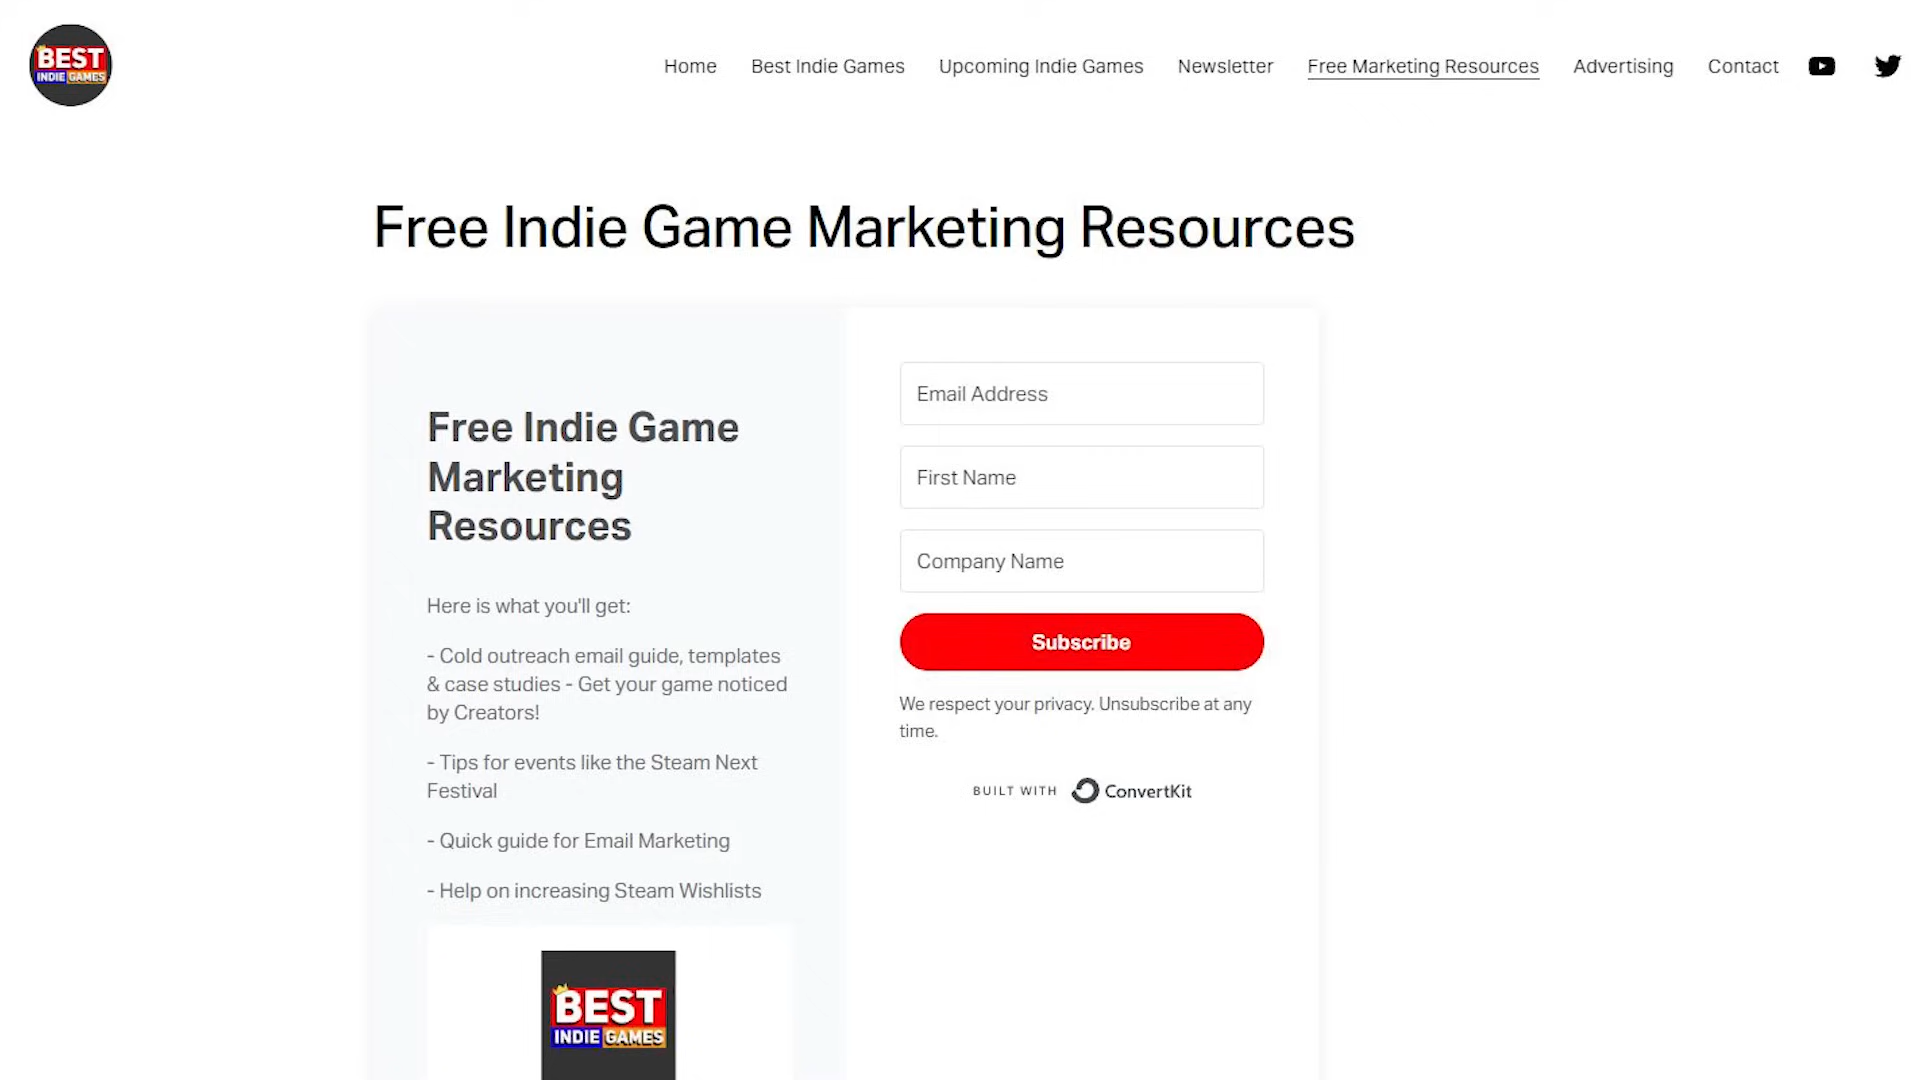 BEST
INDIE GAMES
Home
Best Indie Games
Upcoming Indie Games
Newsletter
Free Marketing Resources
Advertising
Contact
Free Indie Game Marketing Resources
Free Indie Game
Marketing
Resources
Here is what you'll get:
- Cold outreach email guide, templates
& case studies - Get your game noticed
by Creators!
- Tips for events like the Steam Next
Festival
- Quick guide for Email Marketing
- Help on increasing Steam Wishlists
BEST
INDIE GAMES
Email Address
First Name
Company Name
Subscribe
We respect your privacy. Unsubscribe at any
time.
BUILT WITH ConvertKit